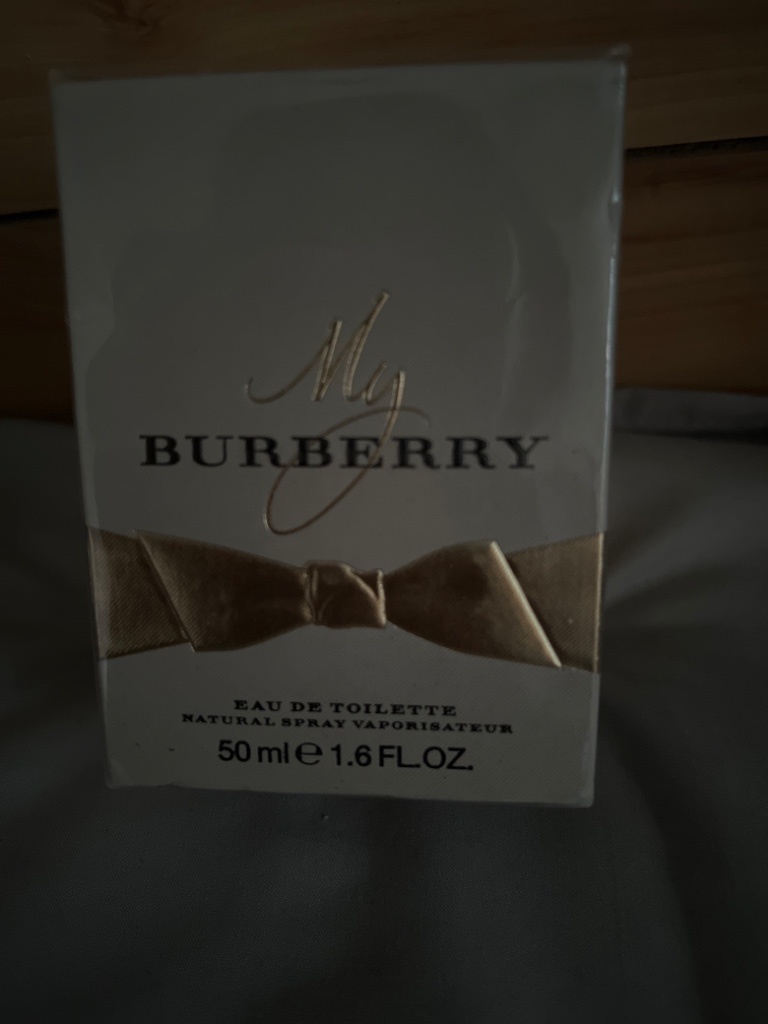 My
BURBERRY
EAU DE TOILETTE
NATURAL SPRAY VAPORISATEUR
50 ml ℮ 1.6 FL.OZ.